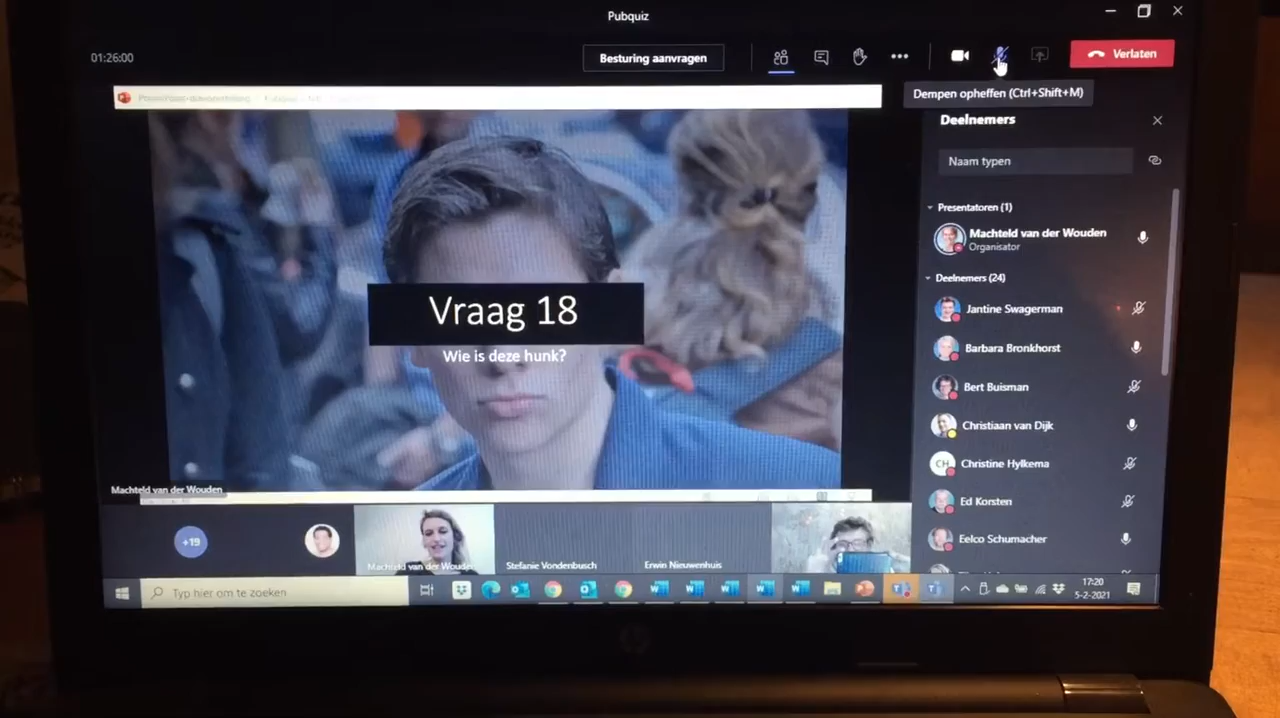 Pubquiz
01:26:00
Besturing aanvragen
Verlaten
Dempen opheffen (Ctrl+Shift+M)
Deelnemers
Naam typen
Presentatoren (1)
Machteld van der Wouden
Organisator
Deelnemers (24)
Jantine Swagerman
Barbara Bronkhorst
Bert Buisman
Christiaan van Dijk
CH
Christine Hylkema
Ed Korsten
Eelco Schumacher
Vraag 18
Wie is deze hunk?
Machteld van der Wouden
+19
Machteld van der Wouden
Stefanie Vondenbusch
Erwin Nieuwenhuis
Typ hier om te zoeken
17:20
5-2-2021